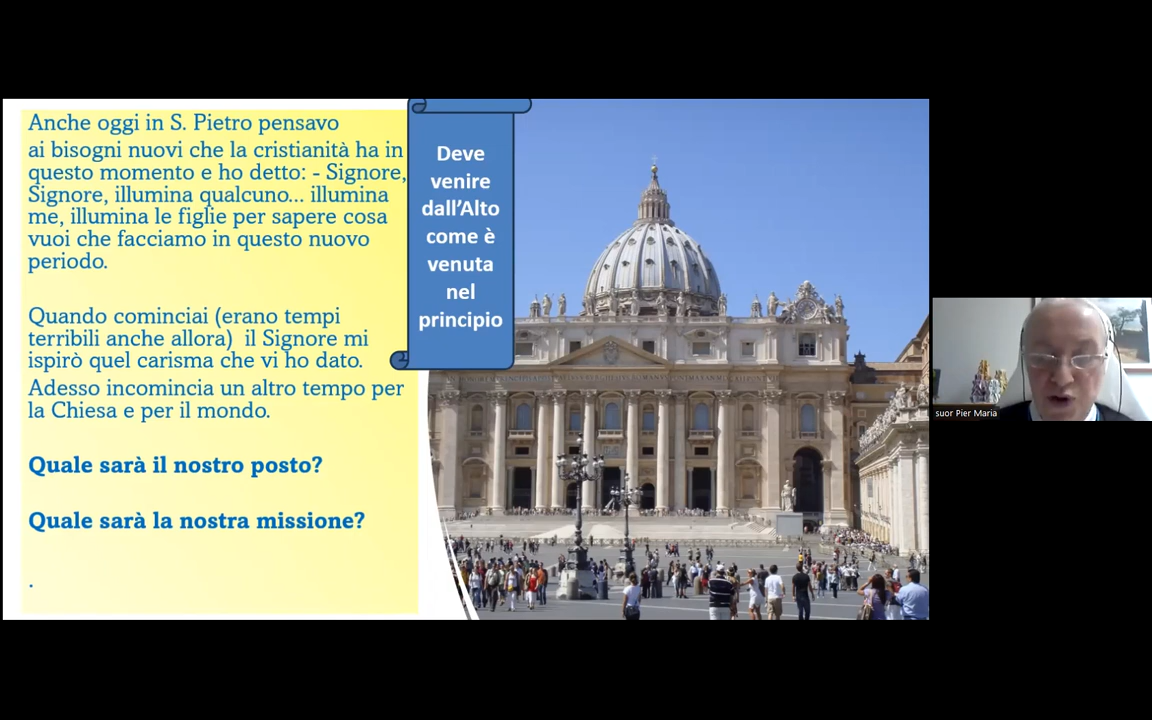 Anche oggi in S. Pietro pensavo
ai bisogni nuovi che la cristianità ha in
questo momento e ho detto: - Signore,
Signore, illumina qualcuno... illumina
me, illumina le figlie per sapere cosa
vuoi che facciamo in questo nuovo
periodo.
Quando cominciai (erano tempi
terribili anche allora)  il Signore mi
ispirò quel carisma che vi ho dato.
Adesso incomincia un altro tempo per
la Chiesa e per il mondo.
Quale sarà il nostro posto?
Quale sarà la nostra missione?
.
Deve
venire
dall'Alto
come è
venuta
nel
principio
suor Pier Maria